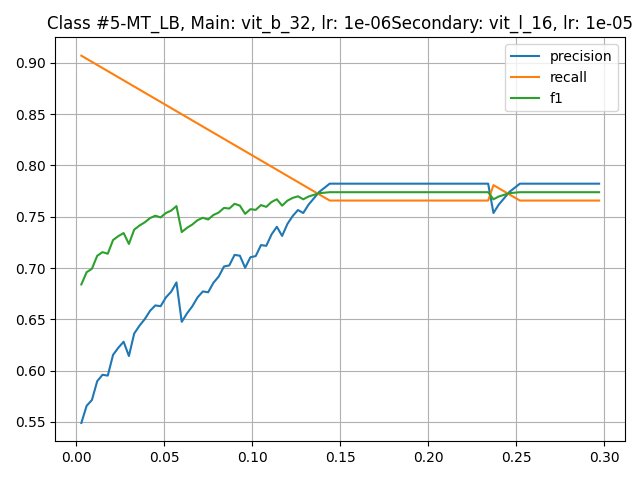 Class #5-MT_LB, Main: vit_b_32, lr: 1e-06Secondary: vit_l_16, lr: 1e-05
precision
recall
f1
0.90
0.85
0.80
0.75
0.70
0.65
0.60
0.55
0.00 0.05 0.10 0.15 0.20 0.25 0.30